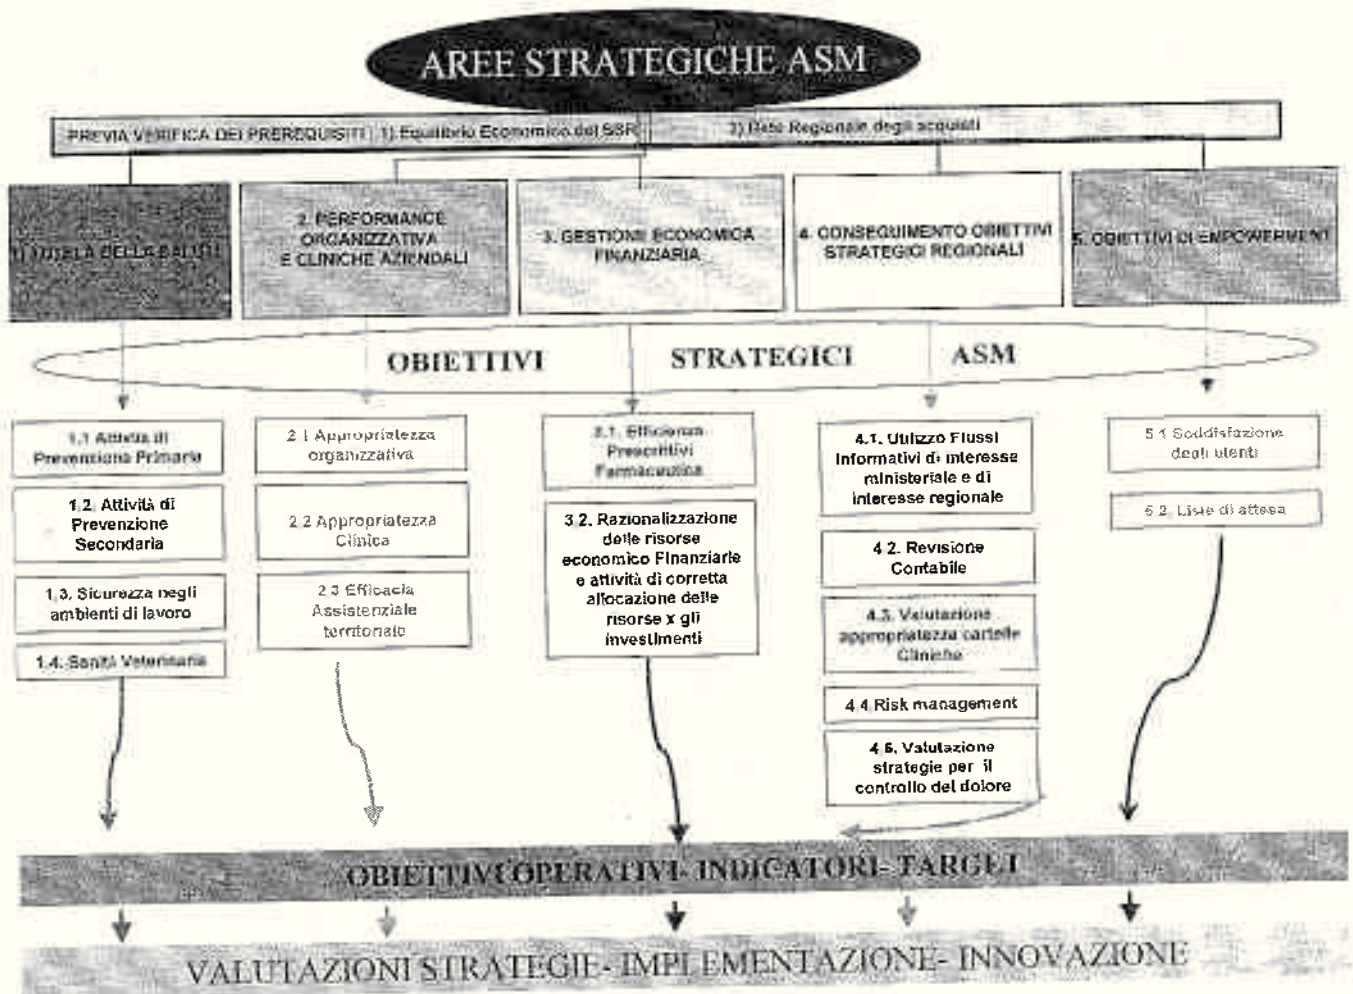 AREE STRATEGICHE ASM
PREVIA VERIFICA DEI PREREQUISITI 1) Equilibrio Economico del SSR 2) Rete Regionale degli acquisti
1) TUTELA DELLA SALUTE
2. PERFORMANCE
ORGANIZZATIVA
E CLINICHE AZIENDALI
3. GESTIONE ECONOMICA
FINANZIARIA
4. CONSEGUIMENTO OBIETTIVI
STRATEGICI REGIONALI
5. OBIETTIVI DI EMPOWERMENT
OBIETTIVI STRATEGICI ASM
1.1 Attività di
Prevenzione Primaria
1.2. Attività di
Prevenzione
Secondaria
1.3. Sicurezza negli
ambienti di lavoro
1.4. Sanità Veterinaria
2.1 Appropriatezza
organizzativa
2.2 Appropriatezza
Clinica
2.3 Efficacia
Assistenziale
territoriale
3.1. Efficienza
Prescrittivi
Farmaceutica
3.2. Razionalizzazione
delle risorse
economico Finanziarie
e attività di corretta
allocazione delle
risorse x gli
investimenti
4.1. Utilizzo Flussi
Informativi di interesse
ministeriale e di
interesse regionale
4.2. Revisione
Contabile
4.3. Valutazione
appropriatezza cartelle
Cliniche
4.4 Risk management
4.5. Valutazione
strategie per il
controllo del dolore
5.1 Soddisfazione
degli utenti
5.2. Liste di attesa
OBIETTIVI OPERATIVI- INDICATORI- TARGET
VALUTAZIONI STRATEGIE- IMPLEMENTAZIONE- INNOVAZIONE